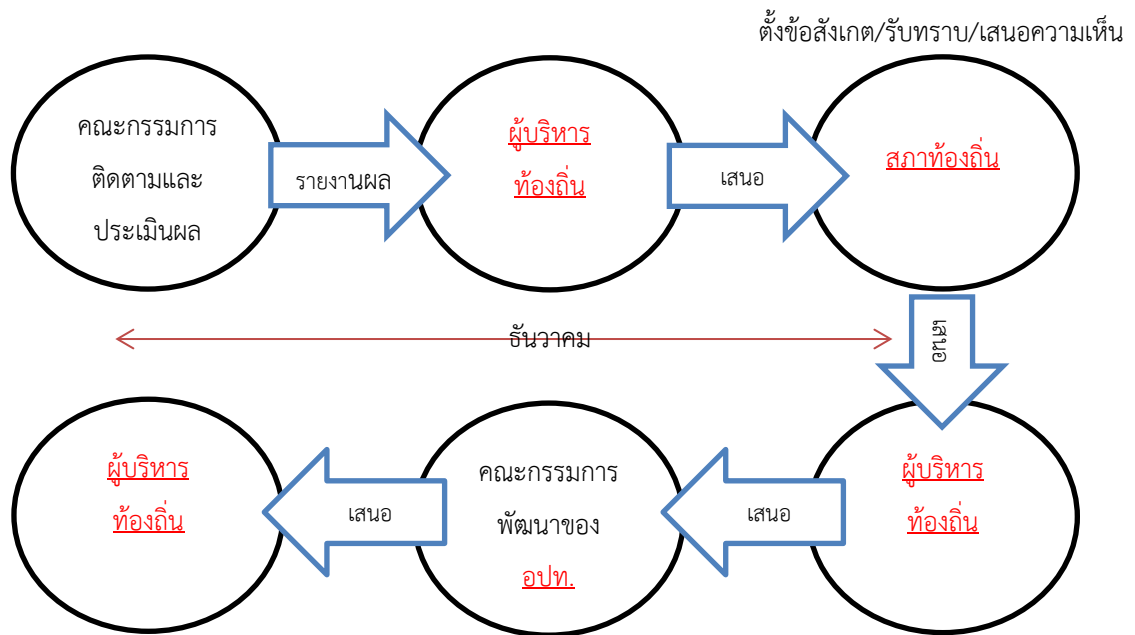 ตั้งข้อสังเกต/รับทราบ/เสนอความเห็น
คณะกรรมการ
ติดตามและ
ประเมินผล
รายงานผล
ผู้บริหาร
ท้องถิ่น
เสนอ
สภาท้องถิ่น
เสนอ
ธันวาคม
ผู้บริหาร
ท้องถิ่น
เสนอ
คณะกรรมการ
พัฒนาของ
อปท.
เสนอ
ผู้บริหาร
ท้องถิ่น